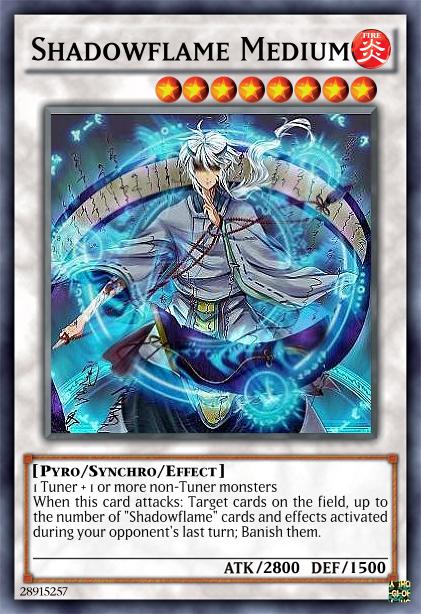 SHADOWFLAME MEDIUM
FIRE
炎
[PYRO/SYNCHRO/EFFECT]
1 Tuner + 1 or more non-Tuner monsters
When this card attacks: Target cards on the field, up to
the number of "Shadowflame" cards and effects activated
during your opponent's last turn; Banish them.
ATK/2800 DEF/1500
28915257